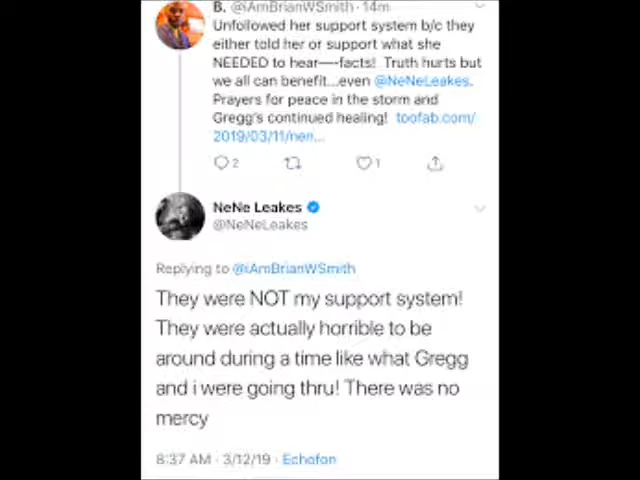 B. @iAmBrianWSmith · 14m
Unfollowed her support system b/c they
either told her or support what she
NEEDED to hear—-facts! Truth hurts but
we all can benefit...even @NeNeLeakes.
Prayers for peace in the storm and
Gregg's continued healing! toofab.com/
2019/03/11/nen...
2 1
NeNe Leakes
@NeNeLeakes
Replying to @iAmBrianWSmith
They were NOT my support system!
They were actually horrible to be
around during a time like what Gregg
and i were going thru! There was no
mercy
8:37 AM · 3/12/19 · Echofon